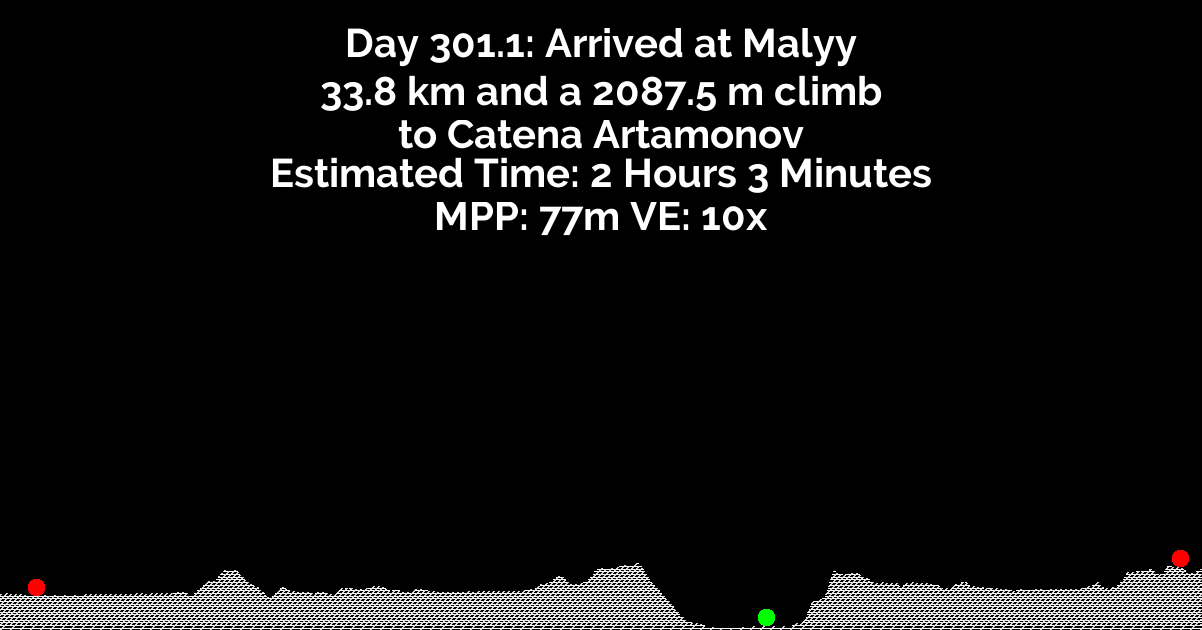 Day 301.1: Arrived at Malyy
33.8 km and a 2087.5 m climb
to Catena Artamonov
Estimated Time: 2 Hours 3 Minutes
MPP: 77m VE: 10x